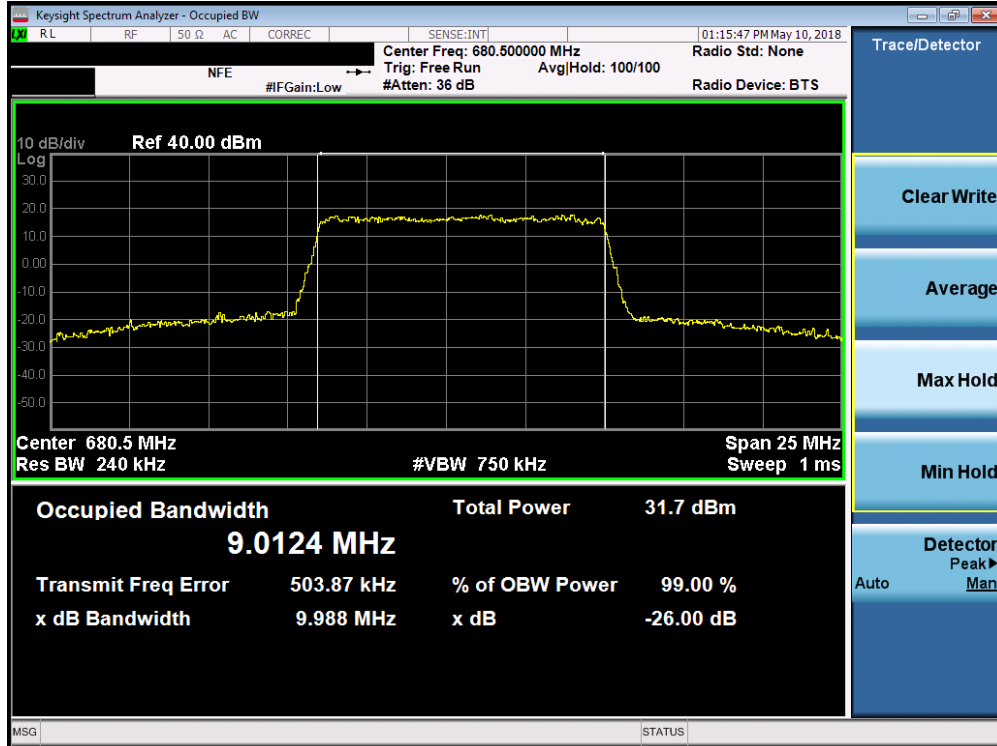 Keysight Spectrum Analyzer - Occupied BW
LXI RL RF 50 Ω AC CORREC SENSE:INT 01:15:47 PM May 10, 2018
Center Freq: 680.500000 MHz Radio Std: None
NFE Trig: Free Run Avg|Hold: 100/100
#IFGain:Low #Atten: 36 dB Radio Device: BTS
10 dB/div Ref 40.00 dBm
Log
30.0
20.0
10.0
0.00
-10.0
-20.0
-30.0
-40.0
-50.0
Center 680.5 MHz Span 25 MHz
Res BW 240 kHz #VBW 750 kHz Sweep 1 ms
Occupied Bandwidth Total Power 31.7 dBm
9.0124 MHz
Transmit Freq Error 503.87 kHz % of OBW Power 99.00 %
x dB Bandwidth 9.988 MHz x dB -26.00 dB
MSG STATUS
Trace/Detector
Clear Write
Average
Max Hold
Min Hold
Detector
Peak▶
Auto Man